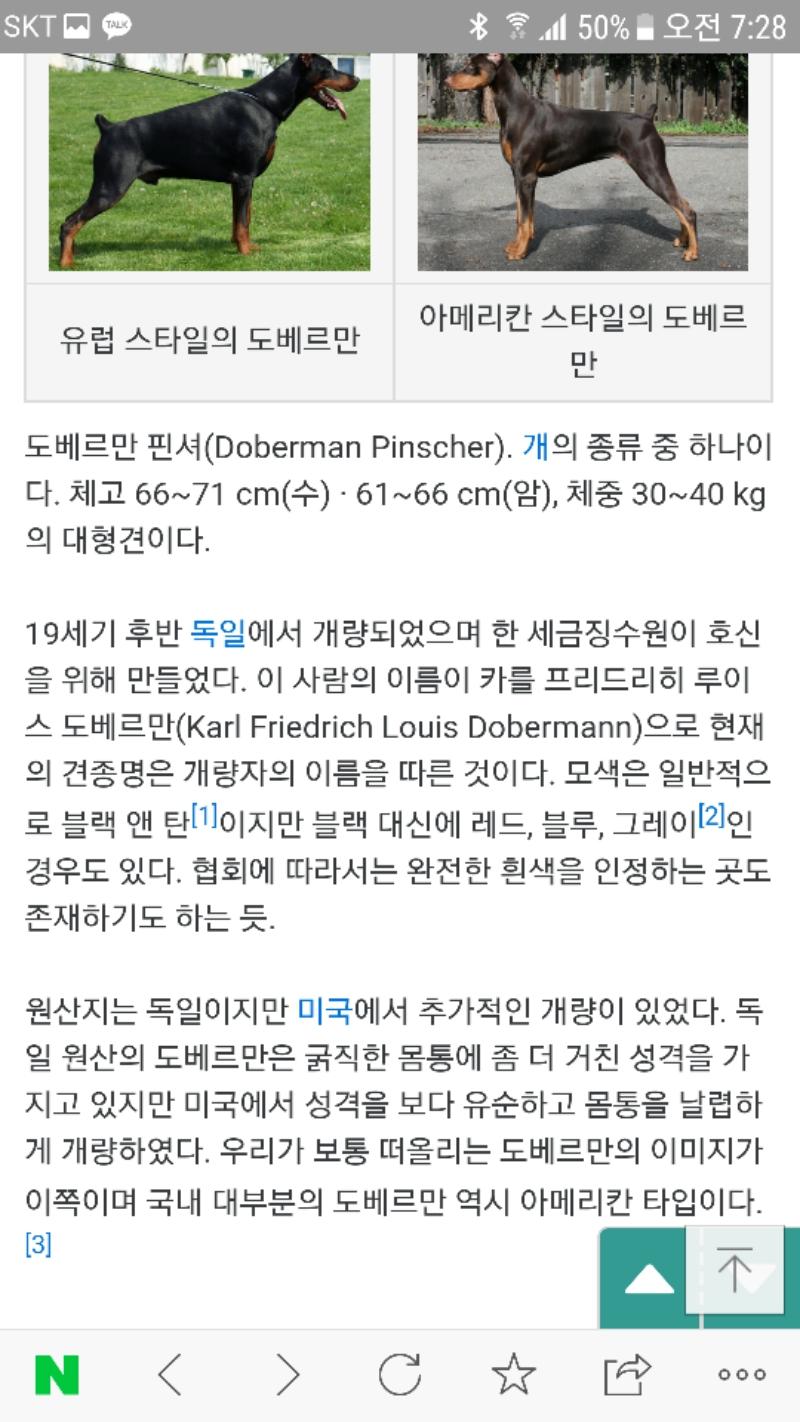 SKT TALK 50% 오전 7:28
유럽 스타일의 도베르만
아메리칸 스타일의 도베르
만
도베르만 핀셔(Doberman Pinscher). 개의 종류 중 하나이
다. 체고 66~71 cm(수) · 61~66 cm(암), 체중 30~40 kg
의 대형견이다.
19세기 후반 독일에서 개량되었으며 한 세금징수원이 호신
을 위해 만들었다. 이 사람의 이름이 카를 프리드리히 루이
스 도베르만(Karl Friedrich Louis Dobermann)으로 현재
의 견종명은 개량자의 이름을 따른 것이다. 모색은 일반적으
로 블랙 앤 탄[1]이지만 블랙 대신에 레드, 블루, 그레이[2]인
경우도 있다. 협회에 따라서는 완전한 흰색을 인정하는 곳도
존재하기도 하는 듯.
원산지는 독일이지만 미국에서 추가적인 개량이 있었다. 독
일 원산의 도베르만은 굵직한 몸통에 좀 더 거친 성격을 가
지고 있지만 미국에서 성격을 보다 유순하고 몸통을 날렵하
게 개량하였다. 우리가 보통 떠올리는 도베르만의 이미지가
이쪽이며 국내 대부분의 도베르만 역시 아메리칸 타입이다.
[3]
N